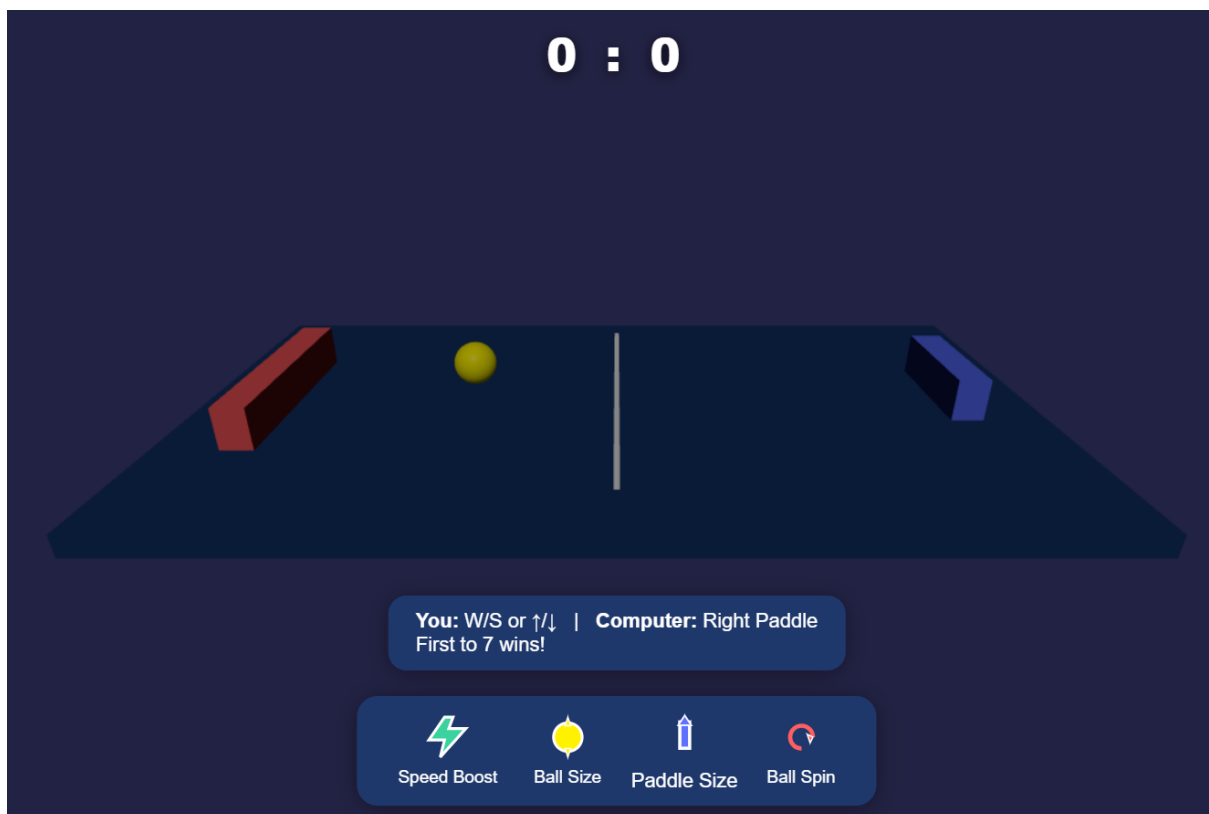 0 : 0
You: W/S or ↑/↓ | Computer: Right Paddle
First to 7 wins!
Speed Boost
Ball Size
Paddle Size
Ball Spin